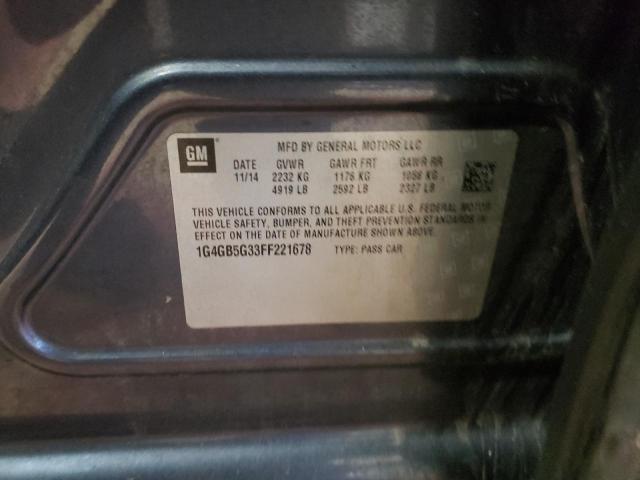 GM
MFD BY GENERAL MOTORS LLC
DATE GVWR GAWR FRT GAWR RR
11/14 2232 KG 1176 KG 1056 KG
4919 LB 2592 LB 2327 LB
THIS VEHICLE CONFORMS TO ALL APPLICABLE U.S. FEDERAL MOTOR
VEHICLE SAFETY, BUMPER, AND THEFT PREVENTION STANDARDS IN
EFFECT ON THE DATE OF MANUFACTURE SHOWN ABOVE.
1G4GB5G33FF221678 TYPE: PASS CAR